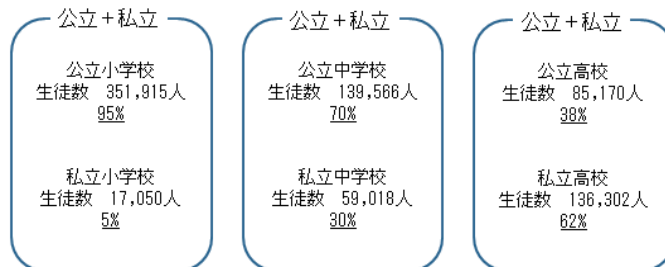 公立+私立
公立小学校
生徒数 351,915人
95%
私立小学校
生徒数 17,050人
5%
公立+私立
公立中学校
生徒数 139,566人
70%
私立中学校
生徒数 59,018人
30%
公立+私立
公立高校
生徒数 85,170人
38%
私立高校
生徒数 136,302人
62%